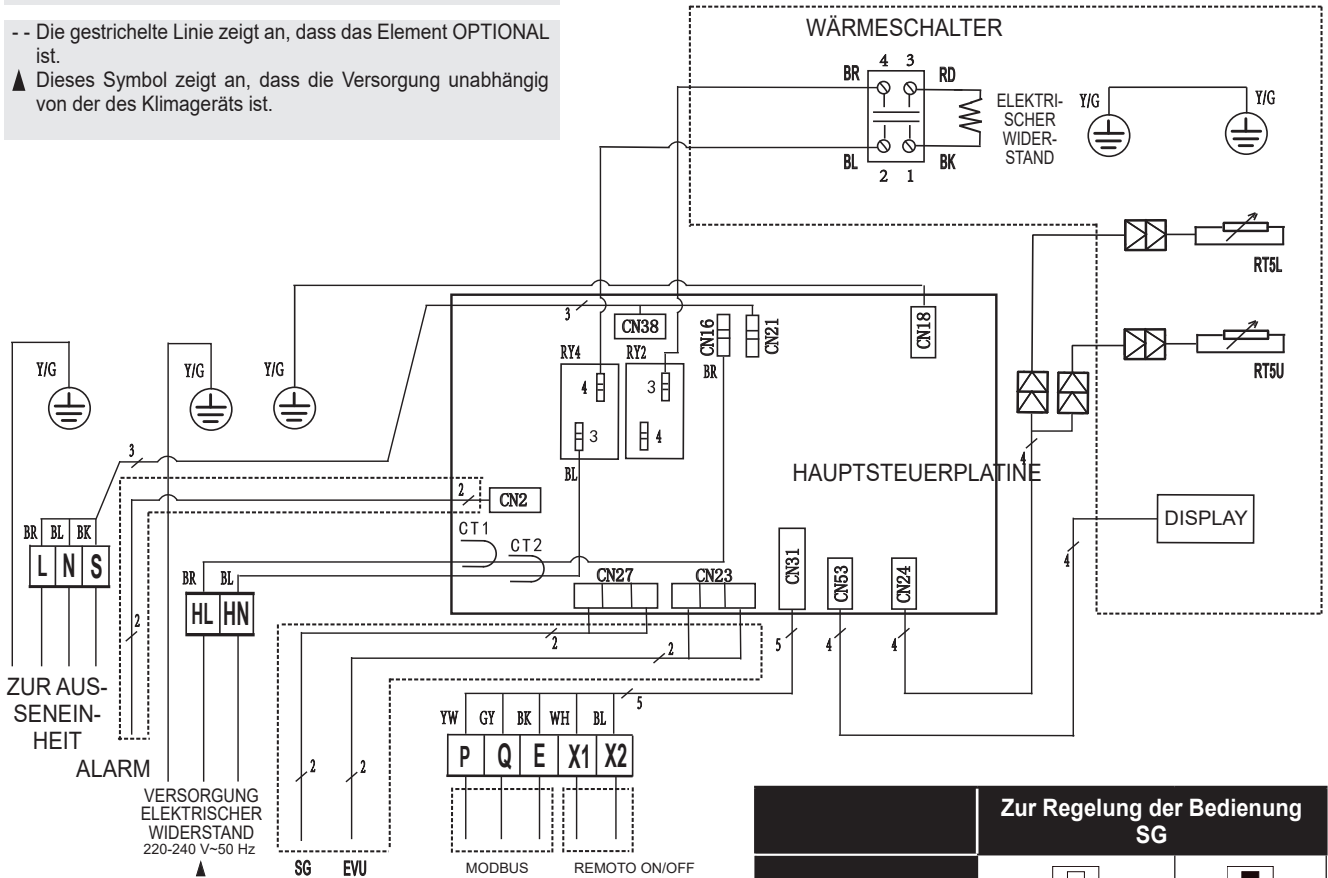 - - Die gestrichelte Linie zeigt an, dass das Element OPTIONAL
ist.
▲ Dieses Symbol zeigt an, dass die Versorgung unabhängig
von der des Klimageräts ist.
WÄRMESCHALTER
4 3
BR RD
ELEKTRI-
SCHER
WIDER-
STAND
BL BK
2 1
Y/G Y/G
RT5L
RT5U
3
CN38
CN16
CN21
CN18
RY4 RY2
BR
4 3
3 4
BL
Y/G Y/G Y/G
3
4
4
HAUPTSTEUERPLATINE
2
CN2
CT1
CT2
DISPLAY
4
BR BL BK
L N S
BR BL
HL HN
CN27 CN23
CN31
CN53
CN24
2
2
2
5
4
4
5
ZUR AUS-
SENEIN-
HEIT
ALARM
YW GY BK WH BL
P Q E X1 X2
2
2
VERSORGUNG
ELEKTRISCHER
WIDERSTAND
220-240 V~50 Hz
▲
SG EVU
MODBUS REMOTO ON/OFF
Zur Regelung der Bedienung
SG